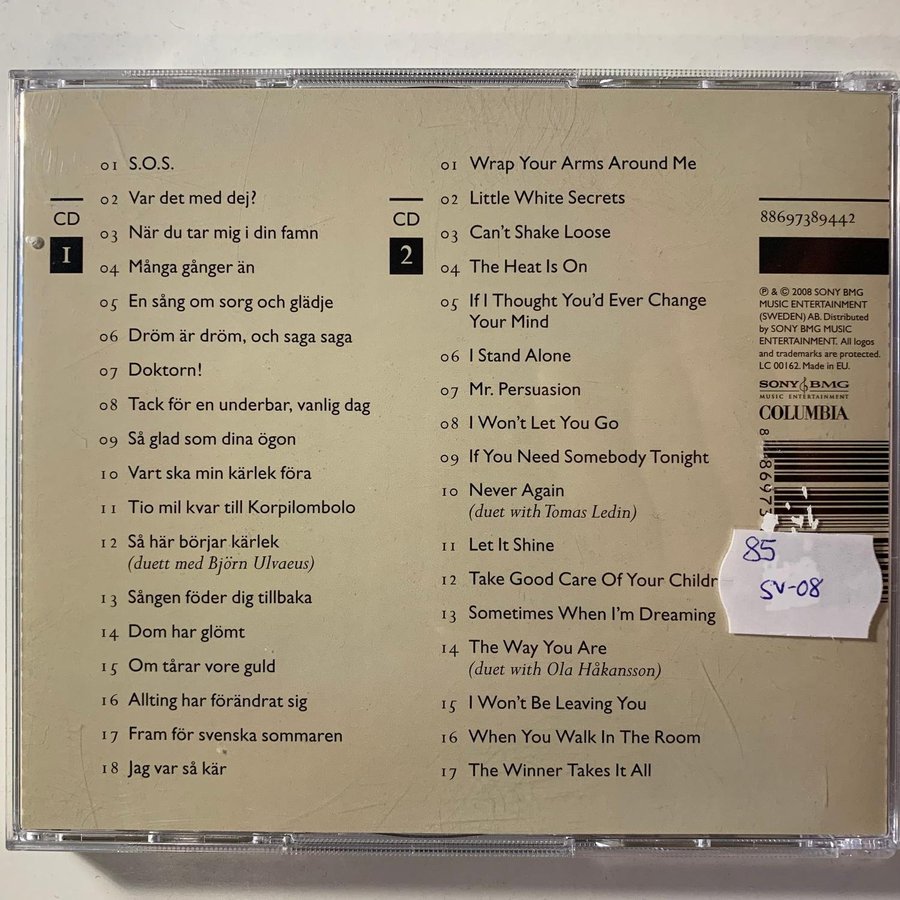 CD
1
01 S.O.S.
02 Var det med dej?
03 När du tar mig i din famn
04 Många gånger än
05 En sång om sorg och glädje
06 Dröm är dröm, och saga saga
07 Doktorn!
08 Tack för en underbar, vanlig dag
09 Så glad som dina ögon
10 Vart ska min kärlek föra
11 Tio mil kvar till Korpilombolo
12 Så här börjar kärlek
(duett med Björn Ulvaeus)
13 Sången föder dig tillbaka
14 Dom har glömt
15 Om tårar vore guld
16 Allting har förändrat sig
17 Fram för svenska sommaren
18 Jag var så kär
CD
2
01 Wrap Your Arms Around Me
02 Little White Secrets
03 Can't Shake Loose
04 The Heat Is On
05 If I Thought You'd Ever Change
Your Mind
06 I Stand Alone
07 Mr. Persuasion
08 I Won't Let You Go
09 If You Need Somebody Tonight
10 Never Again
(duet with Tomas Ledin)
11 Let It Shine
12 Take Good Care Of Your Childr
13 Sometimes When I'm Dreaming
14 The Way You Are
(duet with Ola Håkansson)
15 I Won't Be Leaving You
16 When You Walk In The Room
17 The Winner Takes It All
88697389442
℗ & © 2008 SONY BMG
MUSIC ENTERTAINMENT
(SWEDEN) AB. Distributed
by SONY BMG MUSIC
ENTERTAINMENT. All logos
and trademarks are protected.
LC 00162. Made in EU.
SONY BMG
MUSIC ENTERTAINMENT
COLUMBIA
8 86973
85
SV-08